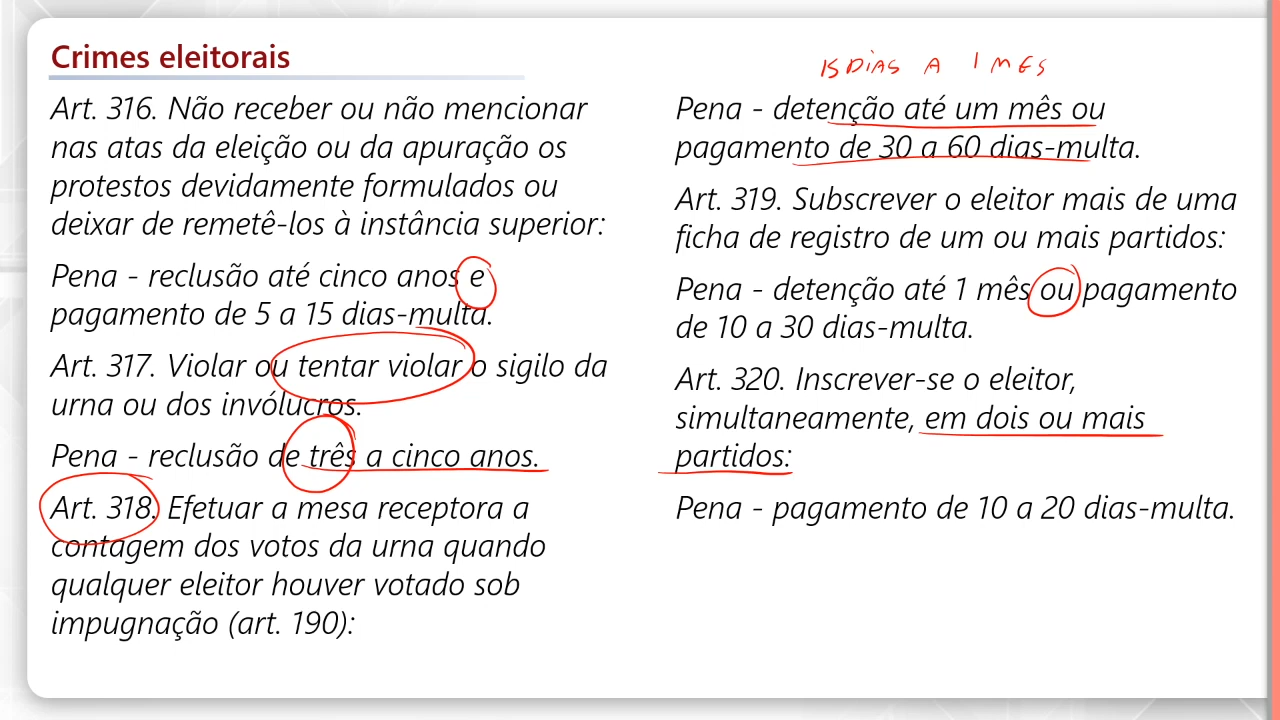 Crimes eleitorais
Art. 316. Não receber ou não mencionar
nas atas da eleição ou da apuração os
protestos devidamente formulados ou
deixar de remetê-los à instância superior:
Pena - reclusão até cinco anos e
pagamento de 5 a 15 dias-multa.
Art. 317. Violar ou tentar violar o sigilo da
urna ou dos invólucros.
Pena - reclusão de três a cinco anos.
Art. 318. Efetuar a mesa receptora a
contagem dos votos da urna quando
qualquer eleitor houver votado sob
impugnação (art. 190):
15 DIAS A 1 MES
Pena - detenção até um mês ou
pagamento de 30 a 60 dias-multa.
Art. 319. Subscrever o eleitor mais de uma
ficha de registro de um ou mais partidos:
Pena - detenção até 1 mês ou pagamento
de 10 a 30 dias-multa.
Art. 320. Inscrever-se o eleitor,
simultaneamente, em dois ou mais
partidos:
Pena - pagamento de 10 a 20 dias-multa.